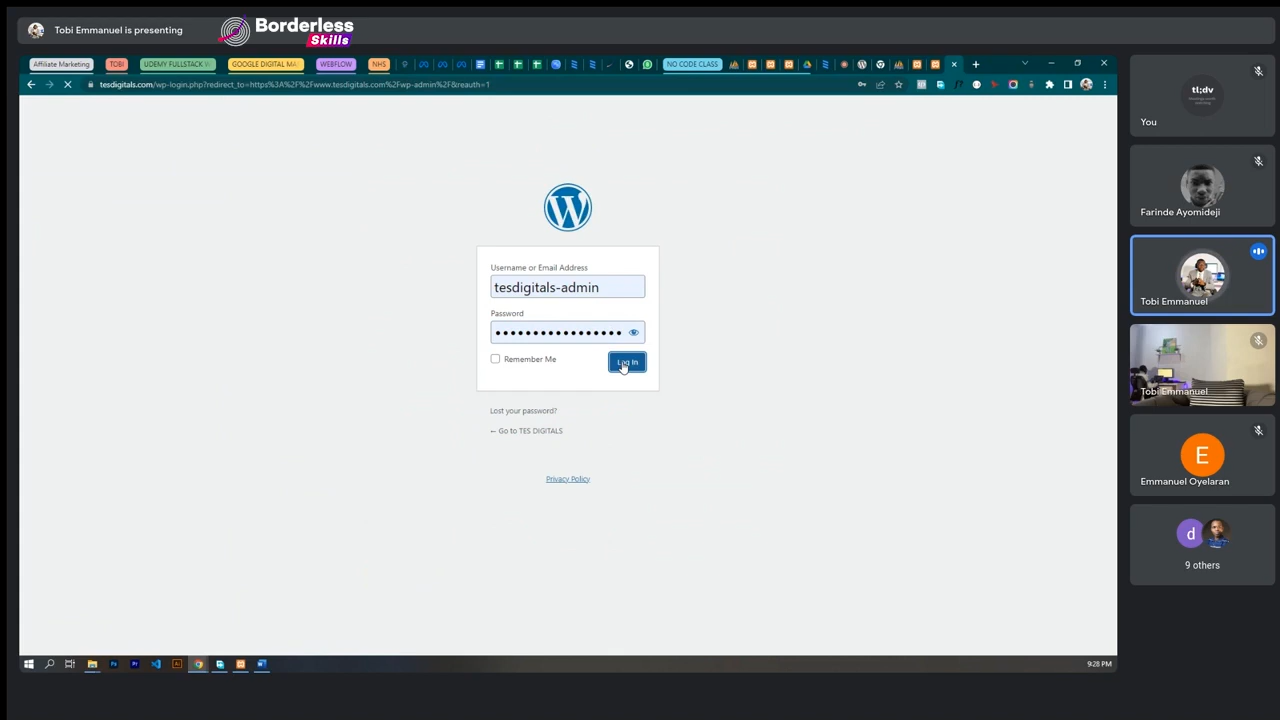 Tobi Emmanuel is presenting
Borderless
Skills
Affiliate Marketing
TOBI
UDEMY FULLSTACK W
GOOGLE DIGITAL MA
WEBFLOW
NHS
NO CODE CLASS
tesdigitals.com/wp-login.php?redirect_to=https%3A%2F%2Fwww.tesdigitals.com%2Fwp-admin%2F&reauth=1
Username or Email Address
tesdigitals-admin
Password
Remember Me
Log In
Lost your password?
← Go to TES DIGITALS
Privacy Policy
9:28 PM
tl;dv
You
Farinde Ayomideji
Tobi Emmanuel
Tobi Emmanuel
E
Emmanuel Oyelaran
d
9 others